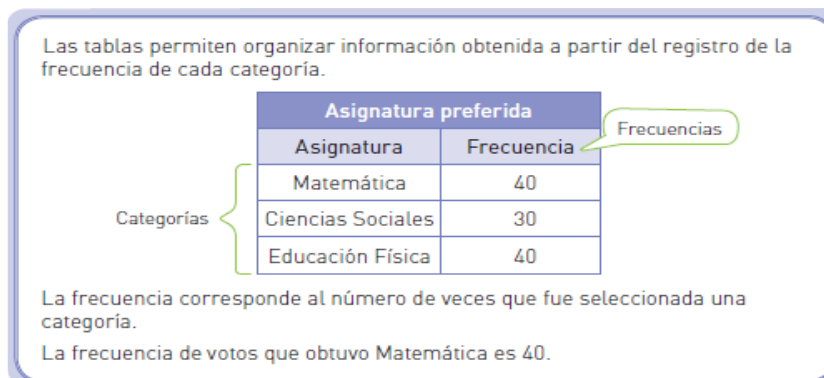 Las tablas permiten organizar información obtenida a partir del registro de la
frecuencia de cada categoría.
Asignatura preferida
Frecuencias
Asignatura Frecuencia
Matemática 40
Categorías
Ciencias Sociales 30
Educación Física 40
La frecuencia corresponde al número de veces que fue seleccionada una
categoría.
La frecuencia de votos que obtuvo Matemática es 40.